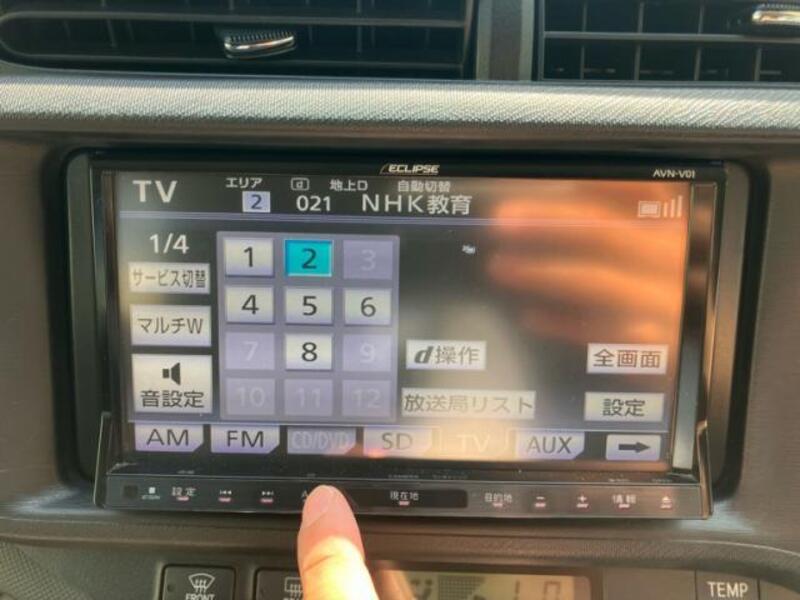 ECLIPSE
AVN-V01
TV エリア 2 d 地上D 自動切替
021 NHK教育
1/4
サービス切替
マルチW
音設定
1 2 3
4 5 6
7 8 9
10 11 12
d操作
全画面
放送局リスト
設定
AM FM CD/DVD SD TV AUX
設定 現在地 目的地 − + 情報
FRONT
TEMP